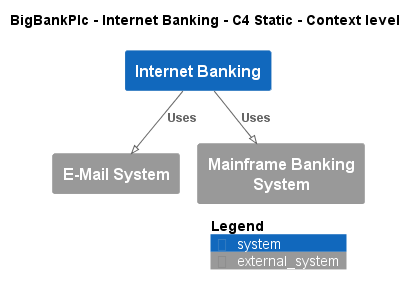 BigBankPlc - Internet Banking - C4 Static - Context level
Internet Banking
Uses
Uses
E-Mail System
Mainframe Banking
System
Legend
system
external_system